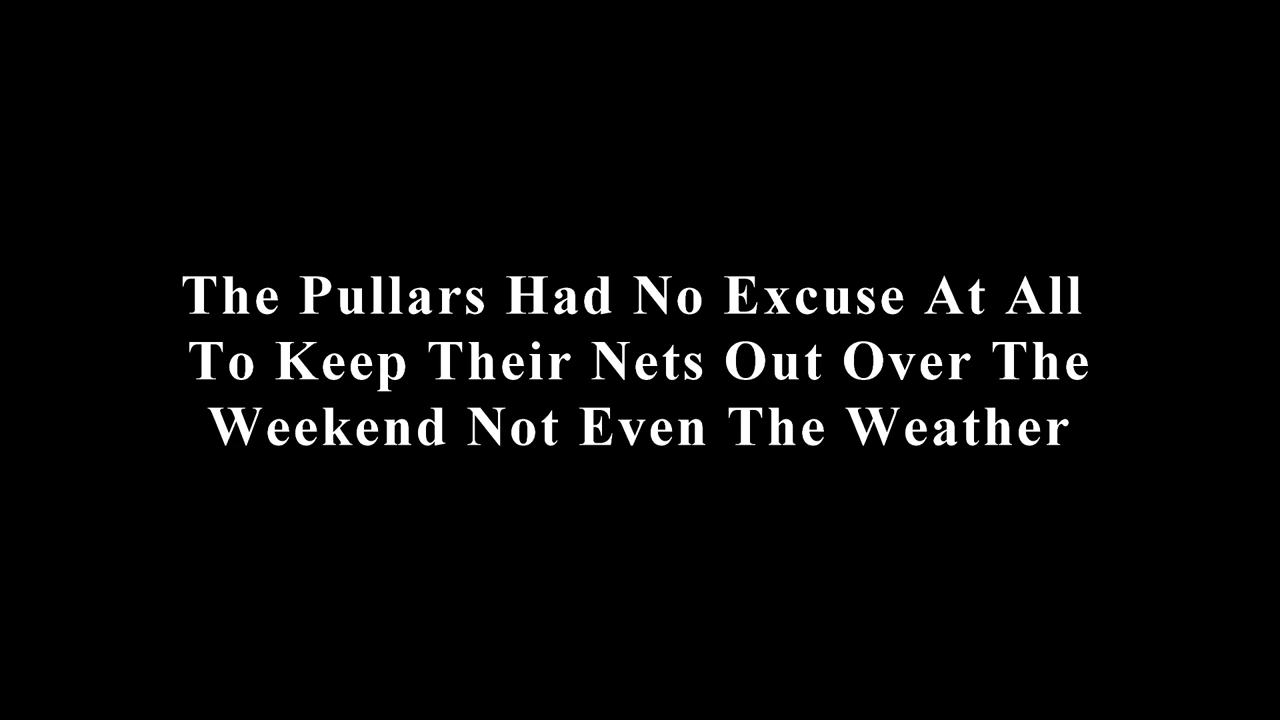 The Pullars Had No Excuse At All
To Keep Their Nets Out Over The
Weekend Not Even The Weather